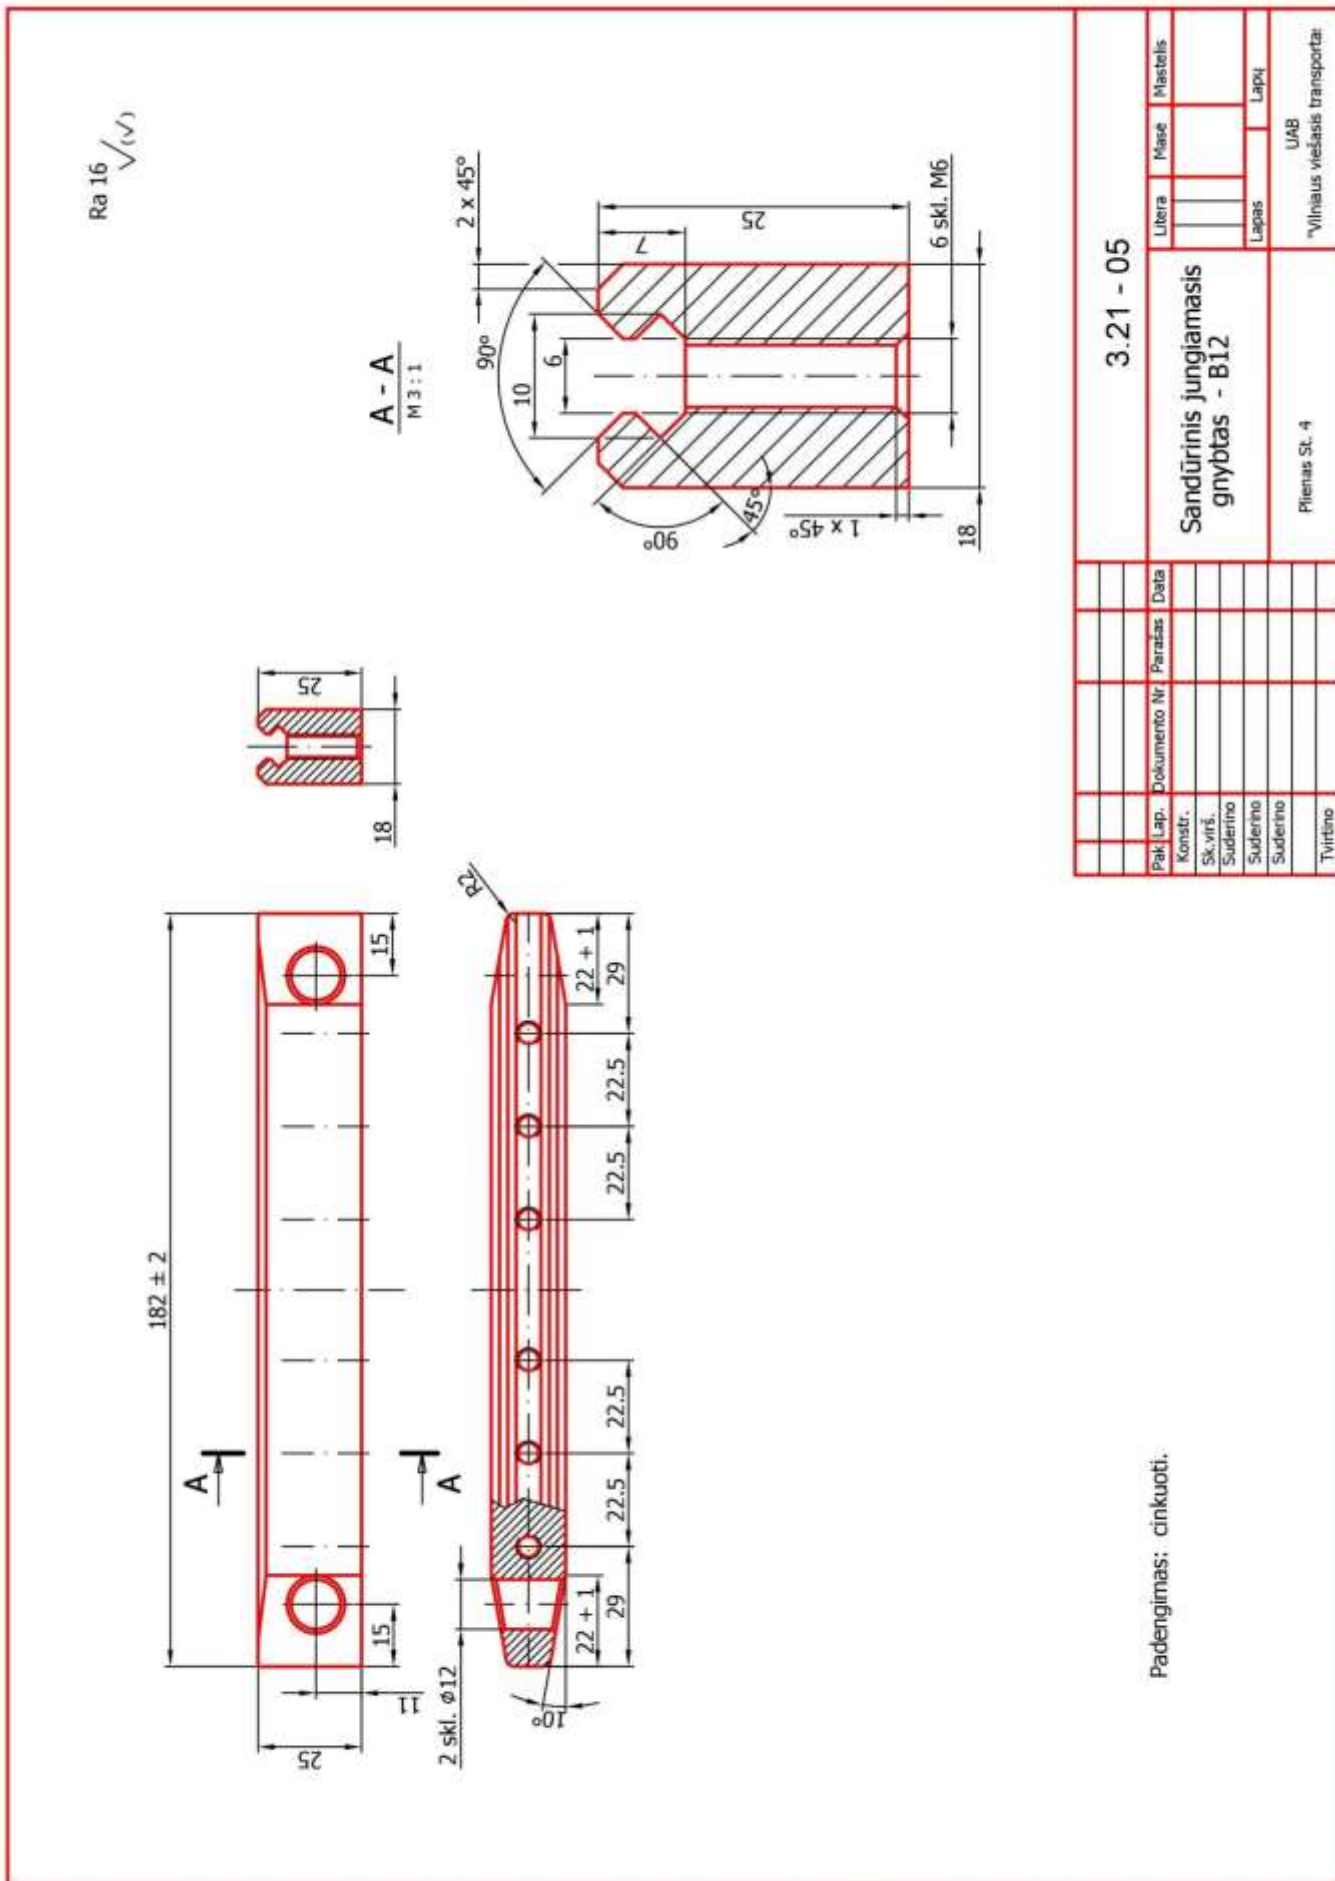 Ra 16
(√)
182 ± 2
A
A
25
11
15
15
18
25
2 skl. ϕ12
10°
22 + 1
29
22.5
22.5
22.5
22.5
22 + 1
29
R2
A - A
M 3 : 1
90°
2 x 45°
10
6
7
25
90°
45°
1 x 45°
18
6 skl. M6
Padengimas: cinkuoti.
3.21 - 05
Pak.
Lap.
Dokumento Nr.
Parašas
Data
Konstr.
Sk.virš.
Suderino
Suderino
Suderino
Tvirtino
Sandūrinis jungiamasis
gnybtas - B12
Plienas St. 4
Litera
Masė
Mastelis
Lapas
Lapų
UAB
"Vilniaus viešasis transportas